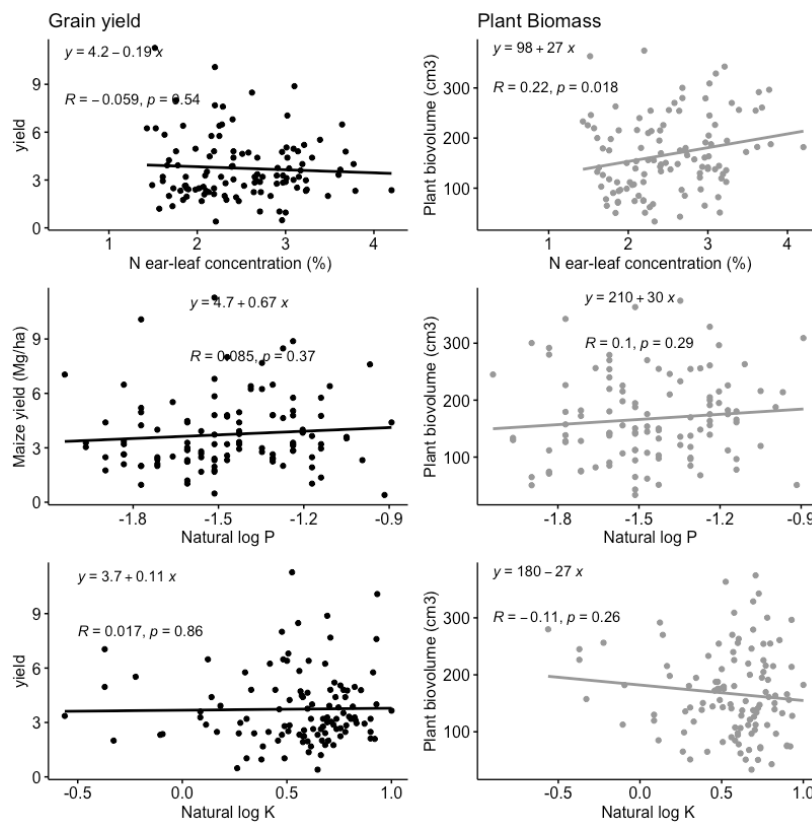 Grain yield
Plant Biomass
y = 4.2 − 0.19 x
R = −0.059, p = 0.54
yield
9
6
3
0
1 2 3 4
N ear-leaf concentration (%)
y = 98 + 27 x
R = 0.22, p = 0.018
Plant biovolume (cm3)
300
200
100
1 2 3 4
N ear-leaf concentration (%)
y = 4.7 + 0.67 x
R = 0.085, p = 0.37
Maize yield (Mg/ha)
9
6
3
0
-1.8 -1.5 -1.2 -0.9
Natural log P
y = 210 + 30 x
R = 0.1, p = 0.29
Plant biovolume (cm3)
300
200
100
-1.8 -1.5 -1.2 -0.9
Natural log P
y = 3.7 + 0.11 x
R = 0.017, p = 0.86
yield
9
6
3
0
-0.5 0.0 0.5 1.0
Natural log K
y = 180 − 27 x
R = −0.11, p = 0.26
Plant biovolume (cm3)
300
200
100
-0.5 0.0 0.5 1.0
Natural log K